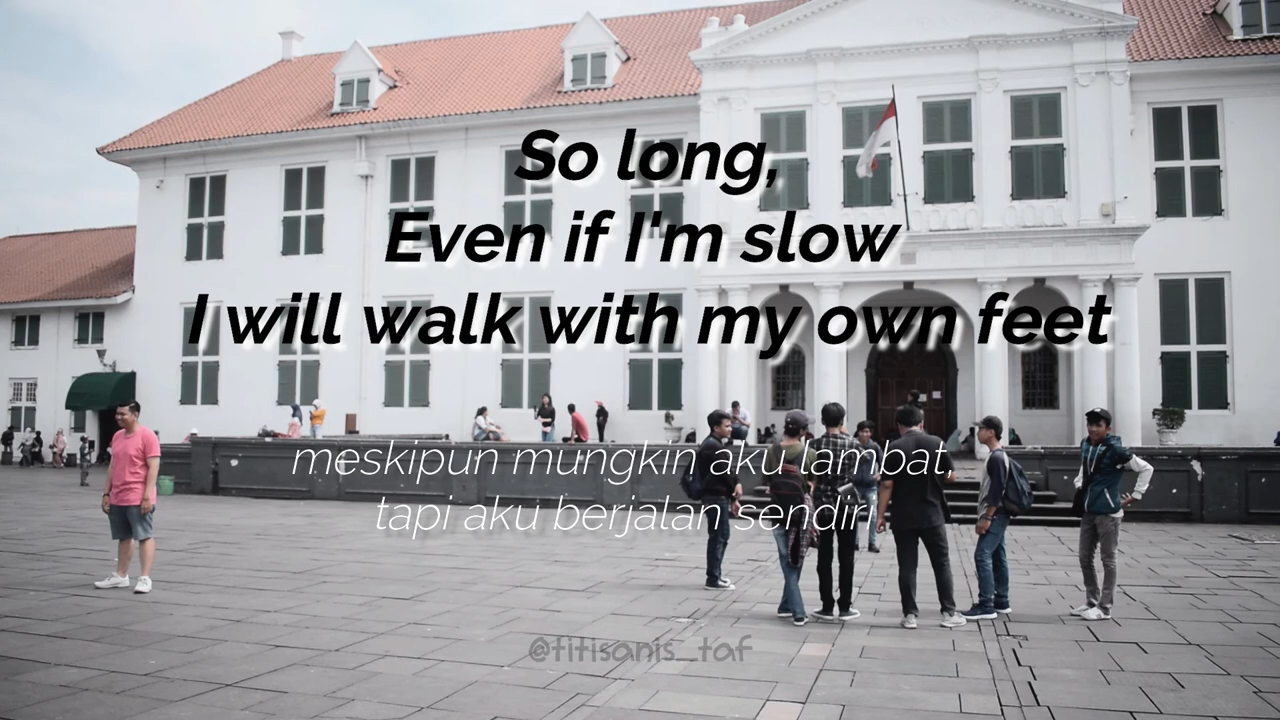 So long,
Even if I'm slow
I will walk with my own feet
meskipun mungkin aku lambat,
tapi aku berjalan sendiri
@titisanis_taf